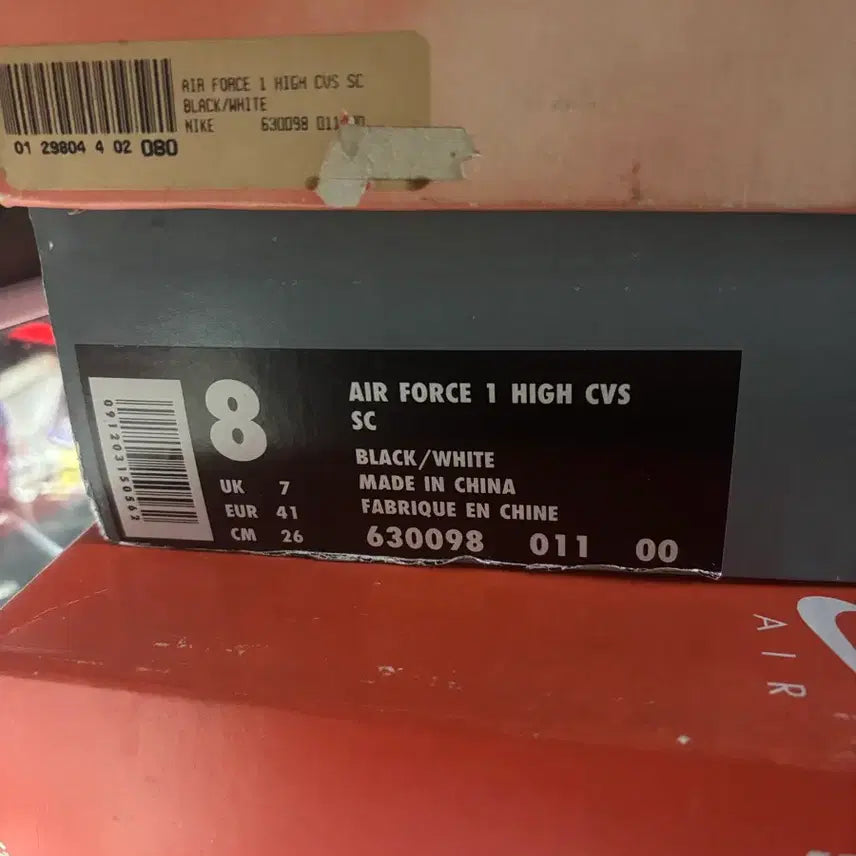 AIR FORCE 1 HIGH CVS SC
BLACK/WHITE
NIKE 630098 011
01 29804 4 02 080
8
AIR FORCE 1 HIGH CVS
SC
BLACK/WHITE
UK 7
MADE IN CHINA
EUR 41
FABRIQUE EN CHINE
CM 26
630098 011 00
091203150562
AIR